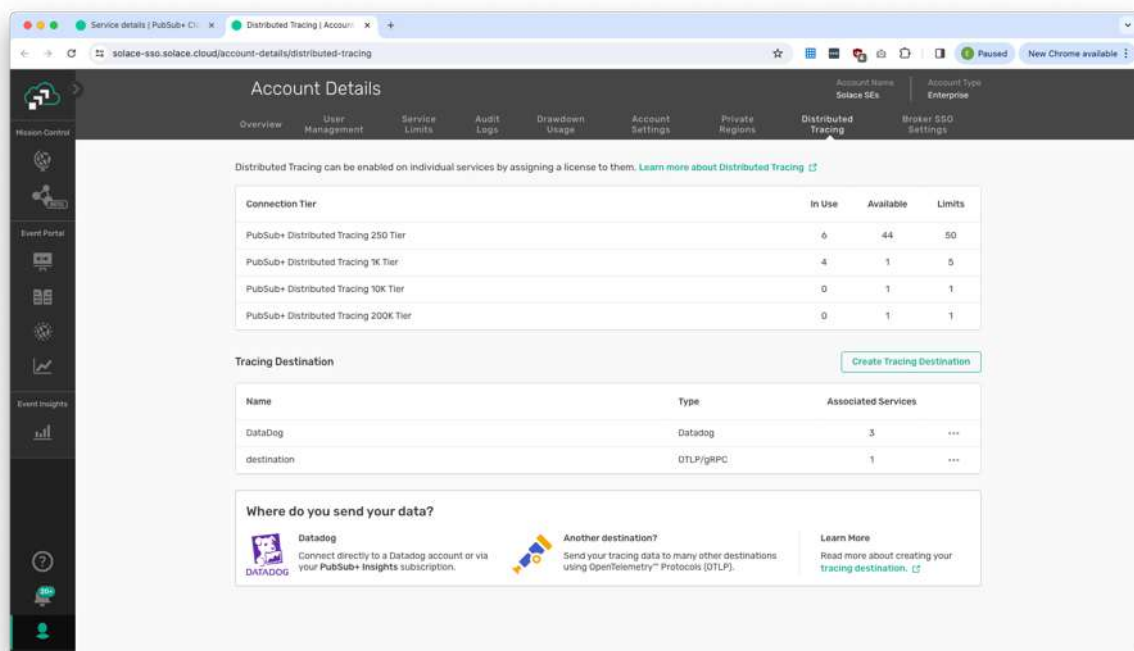 Service details | PubSub+ Cl
Distributed Tracing | Accoun
solace-sso.solace.cloud/account-details/distributed-tracing
Paused
New Chrome available
Account Details
Account Name
Solace SEs
Account Type
Enterprise
Overview
User Management
Service Limits
Audit Logs
Drawdown Usage
Account Settings
Private Regions
Distributed Tracing
Broker SSO Settings
Mission Control
Event Portal
Event Insights
20+
Distributed Tracing can be enabled on individual services by assigning a license to them. Learn more about Distributed Tracing
Connection Tier In Use Available Limits
PubSub+ Distributed Tracing 250 Tier 6 44 50
PubSub+ Distributed Tracing 1K Tier 4 1 5
PubSub+ Distributed Tracing 10K Tier 0 1 1
PubSub+ Distributed Tracing 200K Tier 0 1 1
Tracing Destination
Create Tracing Destination
Name Type Associated Services
DataDog Datadog 3
destination OTLP/gRPC 1
Where do you send your data?
DATADOG
Datadog
Connect directly to a Datadog account or via
your PubSub+ Insights subscription.
Another destination?
Send your tracing data to many other destinations
using OpenTelemetry™ Protocols (OTLP).
Learn More
Read more about creating your
tracing destination.